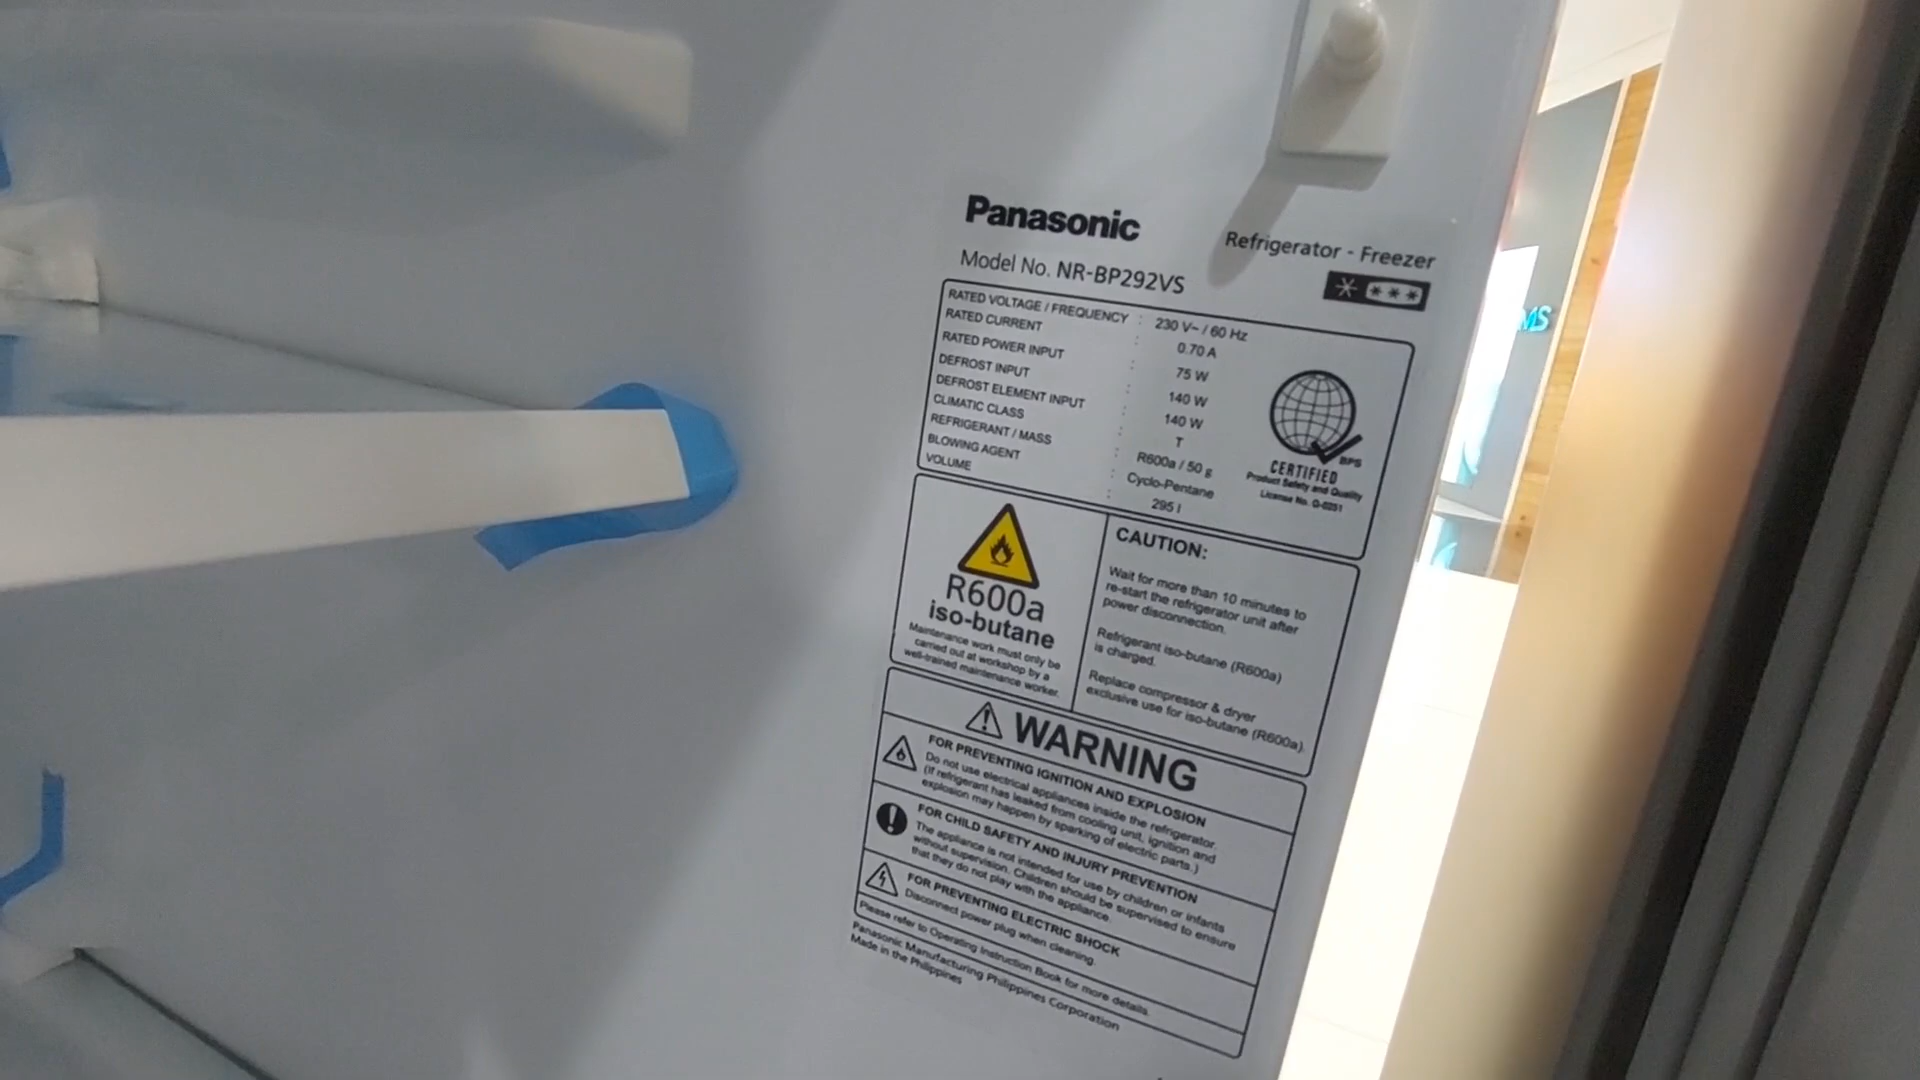 Panasonic
Refrigerator - Freezer
Model No. NR-BP292VS
RATED VOLTAGE / FREQUENCY : 230 V~ / 60 Hz
RATED CURRENT : 0.70 A
RATED POWER INPUT : 75 W
DEFROST INPUT : 140 W
DEFROST ELEMENT INPUT : 140 W
CLIMATIC CLASS : T
REFRIGERANT / MASS : R600a / 50 g
BLOWING AGENT : Cyclo-Pentane
VOLUME : 295 l
BPS
CERTIFIED
Product Safety and Quality
License No. Q-0251
R600a
iso-butane
Maintenance work must only be
carried out at workshop by a
well-trained maintenance worker.
CAUTION:
Wait for more than 10 minutes to
re-start the refrigerator unit after
power disconnection.
Refrigerant iso-butane (R600a)
is charged.
Replace compressor & dryer
exclusive use for iso-butane (R600a).
WARNING
FOR PREVENTING IGNITION AND EXPLOSION
Do not use electrical appliances inside the refrigerator.
(If refrigerant has leaked from cooling unit, ignition and
explosion may happen by sparking of electric parts.)
FOR CHILD SAFETY AND INJURY PREVENTION
The appliance is not intended for use by children or infants
without supervision. Children should be supervised to ensure
that they do not play with the appliance.
FOR PREVENTING ELECTRIC SHOCK
Disconnect power plug when cleaning.
Please refer to Operating Instruction Book for more details.
Panasonic Manufacturing Philippines Corporation
Made in the Philippines
MS